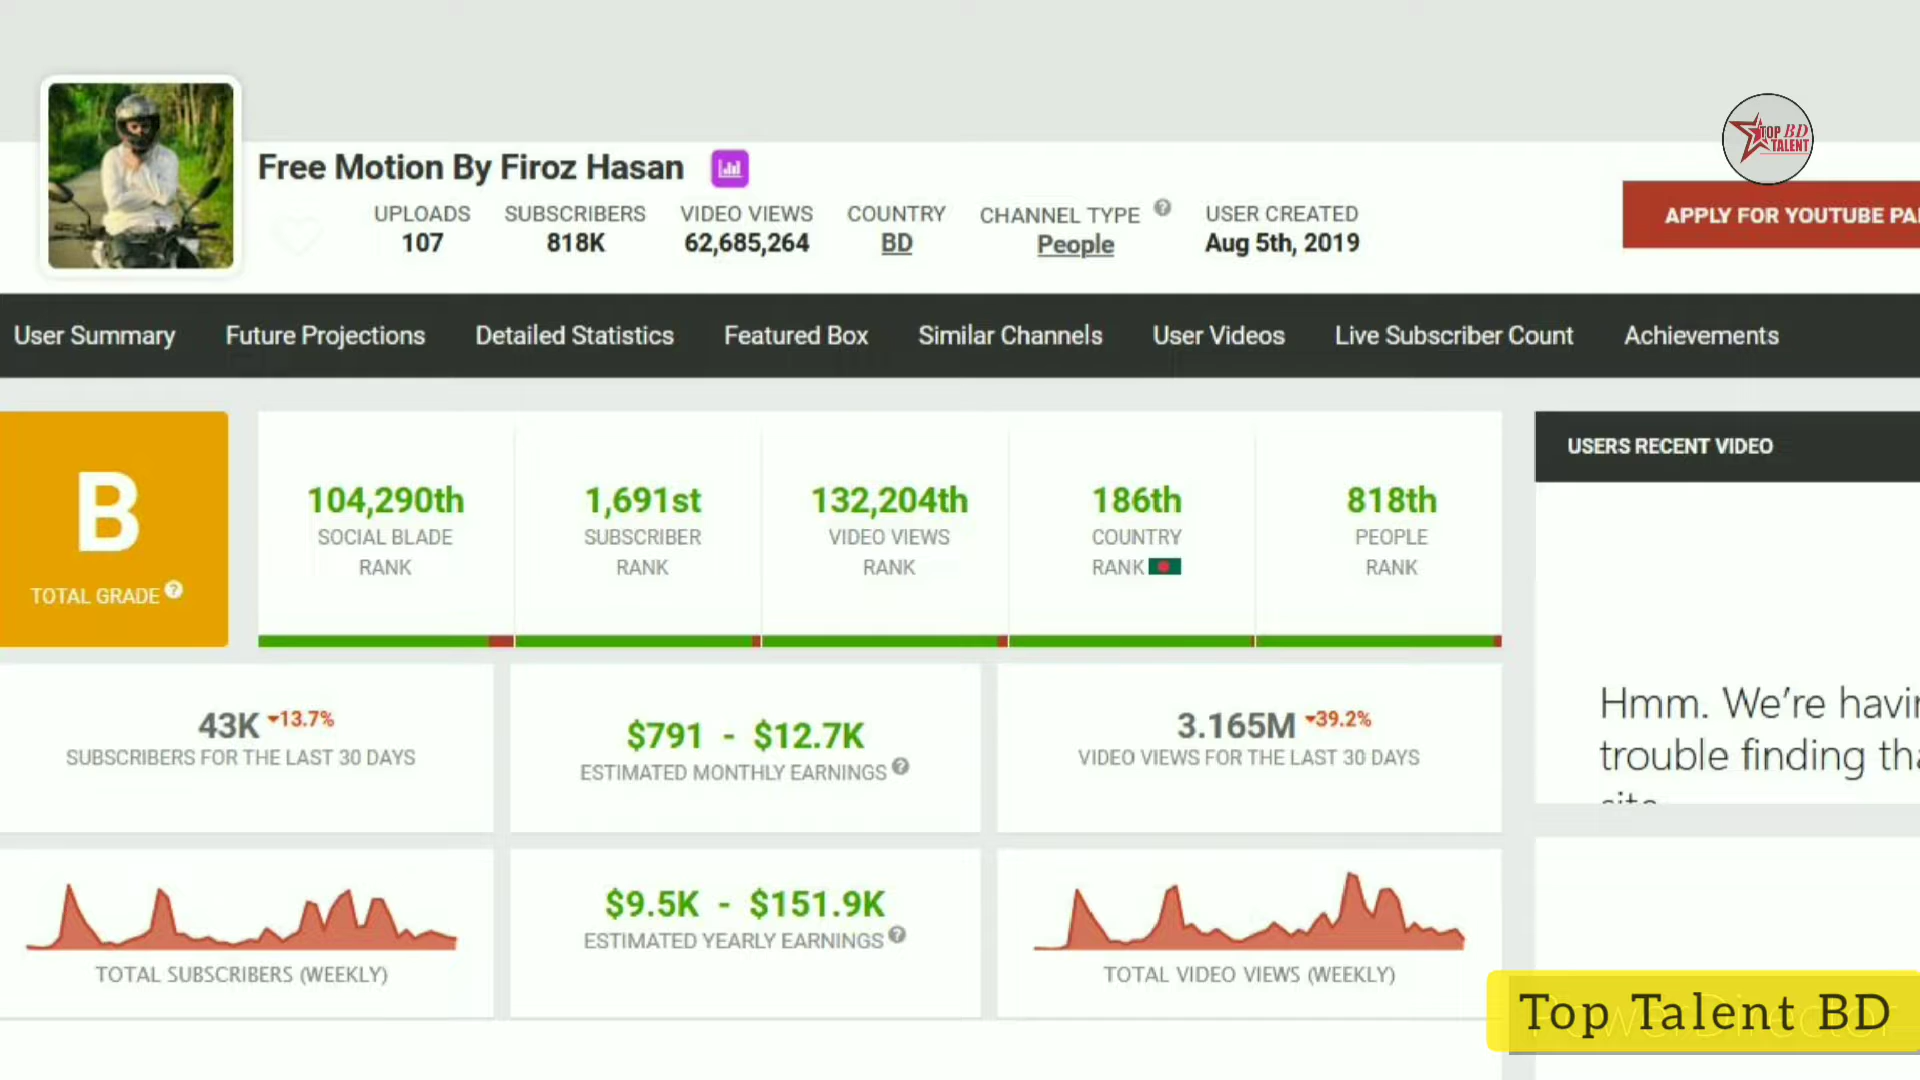 TOP BD
TALENT
Free Motion By Firoz Hasan
UPLOADS
107
SUBSCRIBERS
818K
VIDEO VIEWS
62,685,264
COUNTRY
BD
CHANNEL TYPE ?
People
USER CREATED
Aug 5th, 2019
APPLY FOR YOUTUBE PA
User Summary Future Projections Detailed Statistics Featured Box Similar Channels User Videos Live Subscriber Count Achievements
B
TOTAL GRADE ?
104,290th
SOCIAL BLADE
RANK
1,691st
SUBSCRIBER
RANK
132,204th
VIDEO VIEWS
RANK
186th
COUNTRY
RANK
818th
PEOPLE
RANK
USERS RECENT VIDEO
43K 13.7%
SUBSCRIBERS FOR THE LAST 30 DAYS
$791 - $12.7K
ESTIMATED MONTHLY EARNINGS ?
3.165M 39.2%
VIDEO VIEWS FOR THE LAST 30 DAYS
Hmm. We're havin
trouble finding tha
TOTAL SUBSCRIBERS (WEEKLY)
$9.5K - $151.9K
ESTIMATED YEARLY EARNINGS ?
TOTAL VIDEO VIEWS (WEEKLY)
Top Talent BD
PowerDirector